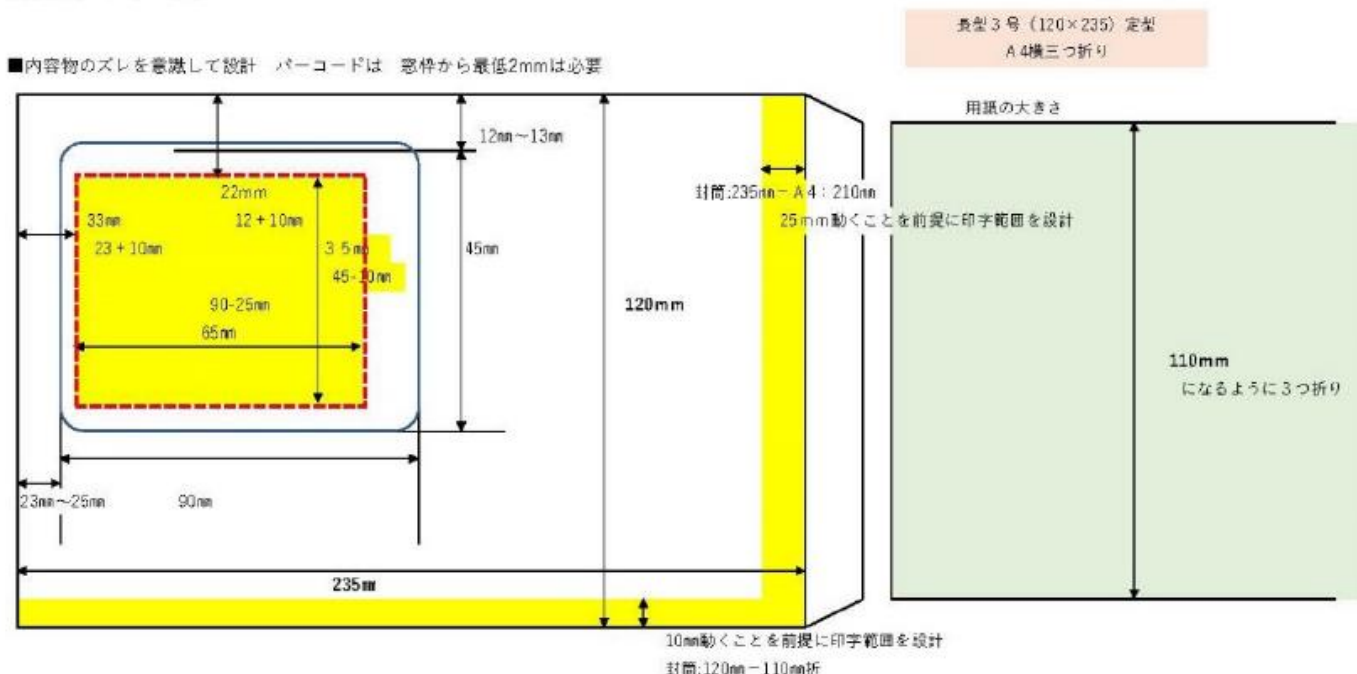 長型３号（120×235）定型
Ａ4横三つ折り
■内容物のズレを意識して設計　バーコードは　窓枠から最低2mmは必要
用紙の大きさ
12㎜～13㎜
封筒:235㎜－Ａ4：210㎜
25ｍｍ動くことを前提に印字範囲を設計
22mm
33㎜
12＋10㎜
23＋10㎜
３５㎜
45㎜
45-10㎜
90-25㎜
65㎜
120mm
110mm
になるように３つ折り
23㎜～25㎜
90㎜
235㎜
10㎜動くことを前提に印字範囲を設計
封筒:120㎜－110㎜折